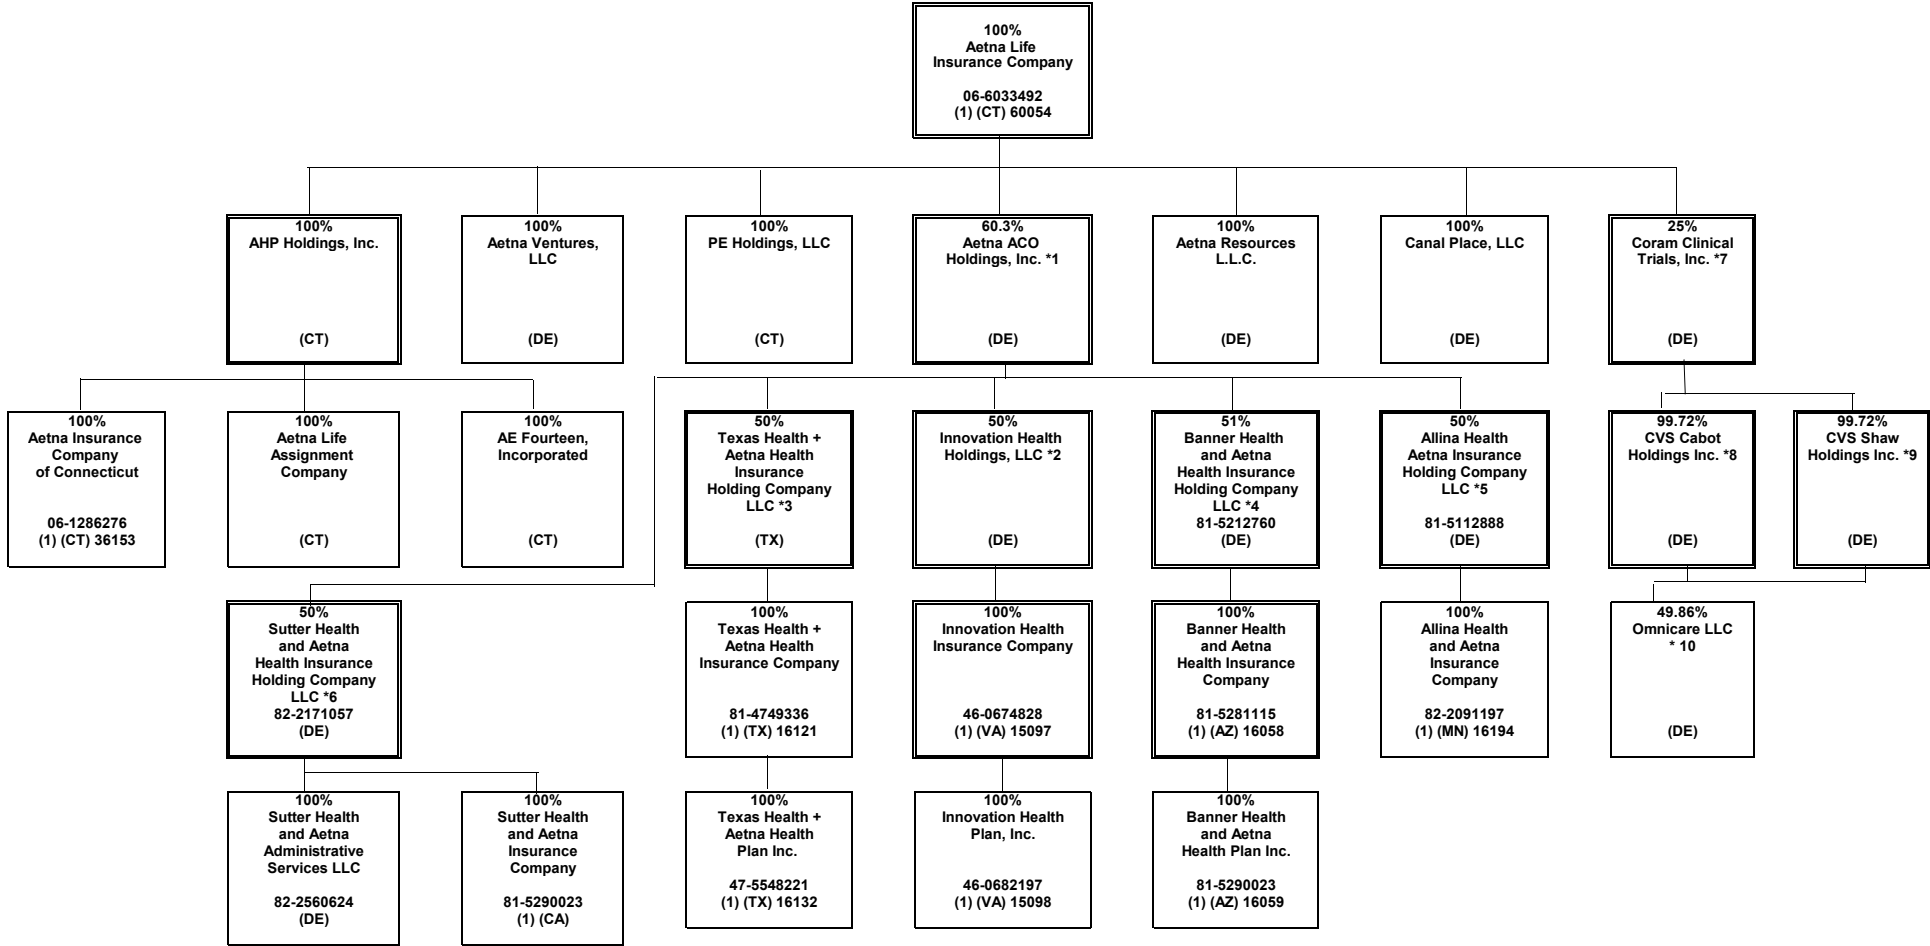 100%
Aetna Life
Insurance Company
06-6033492
(1) (CT) 60054
100%
AHP Holdings, Inc.
(CT)
100%
Aetna Ventures,
LLC
(DE)
100%
PE Holdings, LLC
(CT)
60.3%
Aetna ACO
Holdings, Inc. *1
(DE)
100%
Aetna Resources
L.L.C.
(DE)
100%
Canal Place, LLC
(DE)
25%
Coram Clinical
Trials, Inc. *7
(DE)
100%
Aetna Insurance
Company
of Connecticut
06-1286276
(1) (CT) 36153
100%
Aetna Life
Assignment
Company
(CT)
100%
AE Fourteen,
Incorporated
(CT)
50%
Texas Health +
Aetna Health
Insurance
Holding Company
LLC *3
(TX)
50%
Innovation Health
Holdings, LLC *2
(DE)
51%
Banner Health
and Aetna
Health Insurance
Holding Company
LLC *4
81-5212760
(DE)
50%
Allina Health
Aetna Insurance
Holding Company
LLC *5
81-5112888
(DE)
99.72%
CVS Cabot
Holdings Inc. *8
(DE)
99.72%
CVS Shaw
Holdings Inc. *9
(DE)
50%
Sutter Health
and Aetna
Health Insurance
Holding Company
LLC *6
82-2171057
(DE)
100%
Texas Health +
Aetna Health
Insurance Company
81-4749336
(1) (TX) 16121
100%
Innovation Health
Insurance Company
46-0674828
(1) (VA) 15097
100%
Banner Health
and Aetna
Health Insurance
Company
81-5281115
(1) (AZ) 16058
100%
Allina Health
and Aetna
Insurance
Company
82-2091197
(1) (MN) 16194
49.86%
Omnicare LLC
* 10
(DE)
100%
Sutter Health
and Aetna
Administrative
Services LLC
82-2560624
(DE)
100%
Sutter Health
and Aetna
Insurance
Company
81-5290023
(1) (CA)
100%
Texas Health +
Aetna Health
Plan Inc.
47-5548221
(1) (TX) 16132
100%
Innovation Health
Plan, Inc.
46-0682197
(1) (VA) 15098
100%
Banner Health
and Aetna
Health Plan Inc.
81-5290023
(1) (AZ) 16059